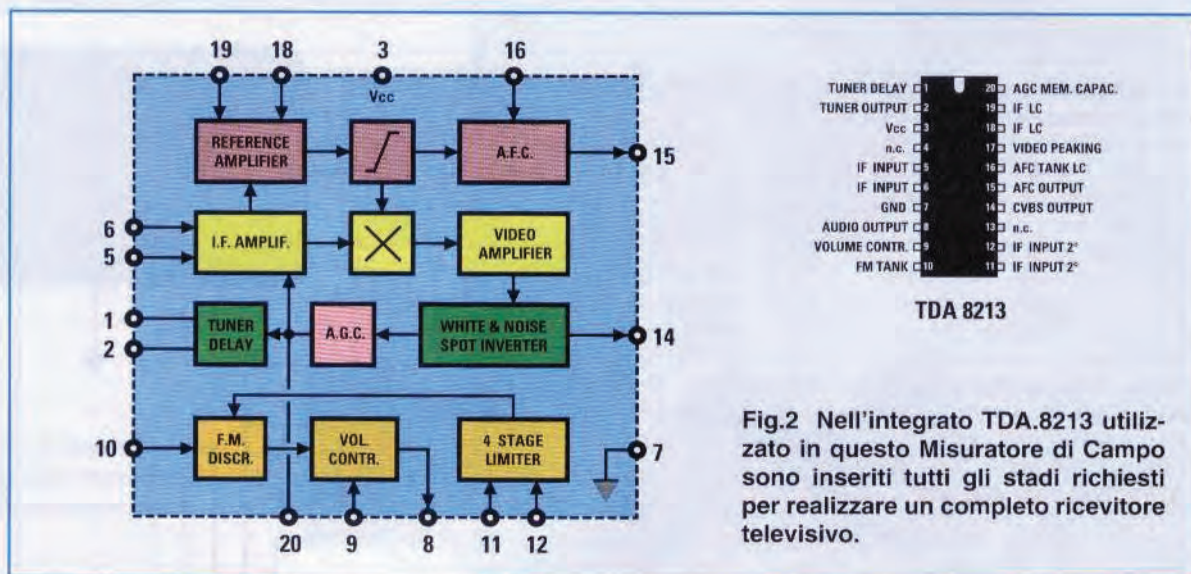 19 18 3 16
Vcc
REFERENCE
AMPLIFIER
A.F.C.
15
6
5
I.F. AMPLIF.
VIDEO
AMPLIFIER
1
2
TUNER
DELAY
A.G.C.
WHITE & NOISE
SPOT INVERTER
14
10
F.M.
DISCR.
VOL.
CONTR.
4 STAGE
LIMITER
7
20 9 8 11 12
TUNER DELAY 1 20 AGC MEM. CAPAC.
TUNER OUTPUT 2 19 IF LC
Vcc 3 18 IF LC
n.c. 4 17 VIDEO PEAKING
IF INPUT 5 16 AFC TANK LC
IF INPUT 6 15 AFC OUTPUT
GND 7 14 CVBS OUTPUT
AUDIO OUTPUT 8 13 n.c.
VOLUME CONTR. 9 12 IF INPUT 2°
FM TANK 10 11 IF INPUT 2°
TDA 8213
Fig.2 Nell'integrato TDA.8213 utiliz-
zato in questo Misuratore di Campo
sono inseriti tutti gli stadi richiesti
per realizzare un completo ricevitore
televisivo.